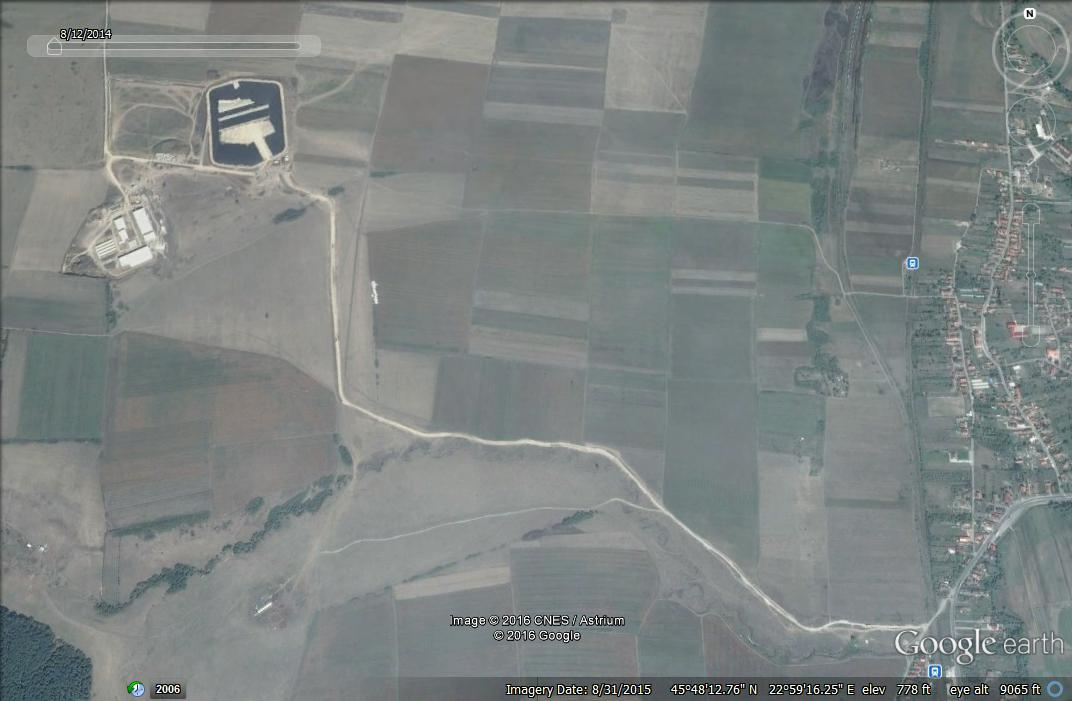 N
8/12/2014
Image © 2016 CNES / Astrium
© 2016 Google
Google earth
2006
Imagery Date: 8/31/2015 45°48'12.76" N 22°59'16.25" E elev 778 ft eye alt 9065 ft